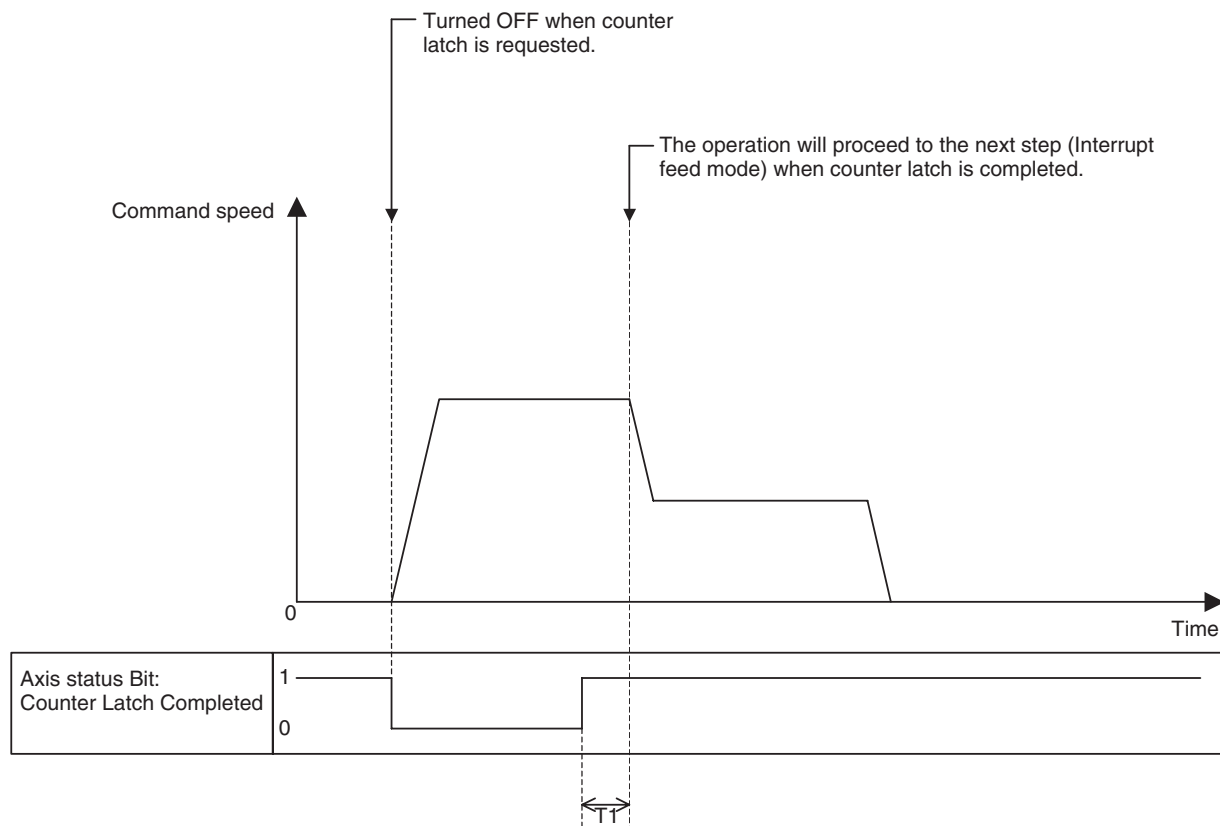 Turned OFF when counter
latch is requested.
The operation will proceed to the next step (Interrupt
feed mode) when counter latch is completed.
Command speed
0
Time
Axis status Bit:
Counter Latch Completed
1
0
T1